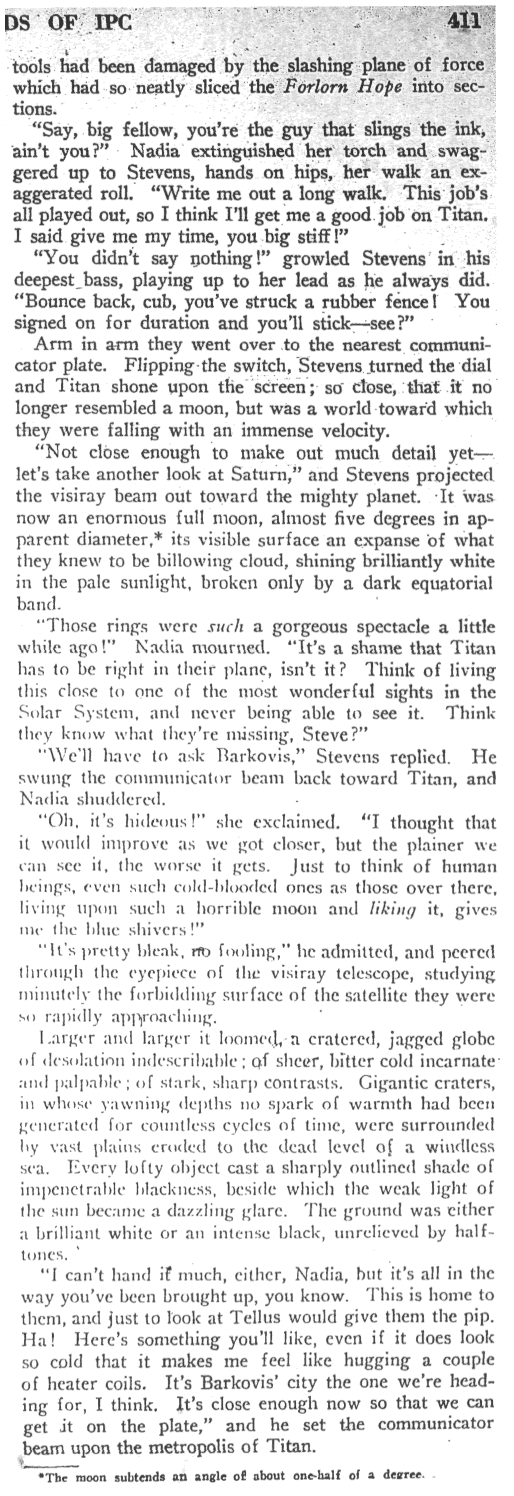 DS OF IPC 411
tools had been damaged by the slashing plane of force
which had so neatly sliced the Forlorn Hope into sec-
tions.
"Say, big fellow, you're the guy that slings the ink,
ain't you?" Nadia extinguished her torch and swag-
gered up to Stevens, hands on hips, her walk an ex-
aggerated roll. "Write me out a long walk. This job's
all played out, so I think I'll get me a good job on Titan.
I said give me my time, you big stiff!"
"You didn't say nothing!" growled Stevens in his
deepest bass, playing up to her lead as he always did.
"Bounce back, cub, you've struck a rubber fence! You
signed on for duration and you'll stick—see?"
Arm in arm they went over to the nearest communi-
cator plate. Flipping the switch, Stevens turned the dial
and Titan shone upon the screen; so close, that it no
longer resembled a moon, but was a world toward which
they were falling with an immense velocity.
"Not close enough to make out much detail yet—
let's take another look at Saturn," and Stevens projected
the visiray beam out toward the mighty planet. It was
now an enormous full moon, almost five degrees in ap-
parent diameter,* its visible surface an expanse of what
they knew to be billowing cloud, shining brilliantly white
in the pale sunlight, broken only by a dark equatorial
band.
"Those rings were such a gorgeous spectacle a little
while ago!" Nadia mourned. "It's a shame that Titan
has to be right in their plane, isn't it? Think of living
this close to one of the most wonderful sights in the
Solar System, and never being able to see it. Think
they know what they're missing, Steve?"
"We'll have to ask Barkovis," Stevens replied. He
swung the communicator beam back toward Titan, and
Nadia shuddered.
"Oh, it's hideous!" she exclaimed. "I thought that
it would improve as we got closer, but the plainer we
can see it, the worse it gets. Just to think of human
beings, even such cold-blooded ones as those over there,
living upon such a horrible moon and liking it, gives
me the blue shivers!"
"It's pretty bleak, no fooling," he admitted, and peered
through the eyepiece of the visiray telescope, studying
minutely the forbidding surface of the satellite they were
so rapidly approaching.
Larger and larger it loomed, a cratered, jagged globe
of desolation indescribable; of sheer, bitter cold incarnate
and palpable; of stark, sharp contrasts. Gigantic craters,
in whose yawning depths no spark of warmth had been
generated for countless cycles of time, were surrounded
by vast plains eroded to the dead level of a windless
sea. Every lofty object cast a sharply outlined shade of
impenetrable blackness, beside which the weak light of
the sun became a dazzling glare. The ground was either
a brilliant white or an intense black, unrelieved by half-
tones.
"I can't hand it much, either, Nadia, but it's all in the
way you've been brought up, you know. This is home to
them, and just to look at Tellus would give them the pip.
Ha! Here's something you'll like, even if it does look
so cold that it makes me feel like hugging a couple
of heater coils. It's Barkovis' city the one we're head-
ing for, I think. It's close enough now so that we can
get it on the plate," and he set the communicator
beam upon the metropolis of Titan.
*The moon subtends an angle of about one-half of a degree.